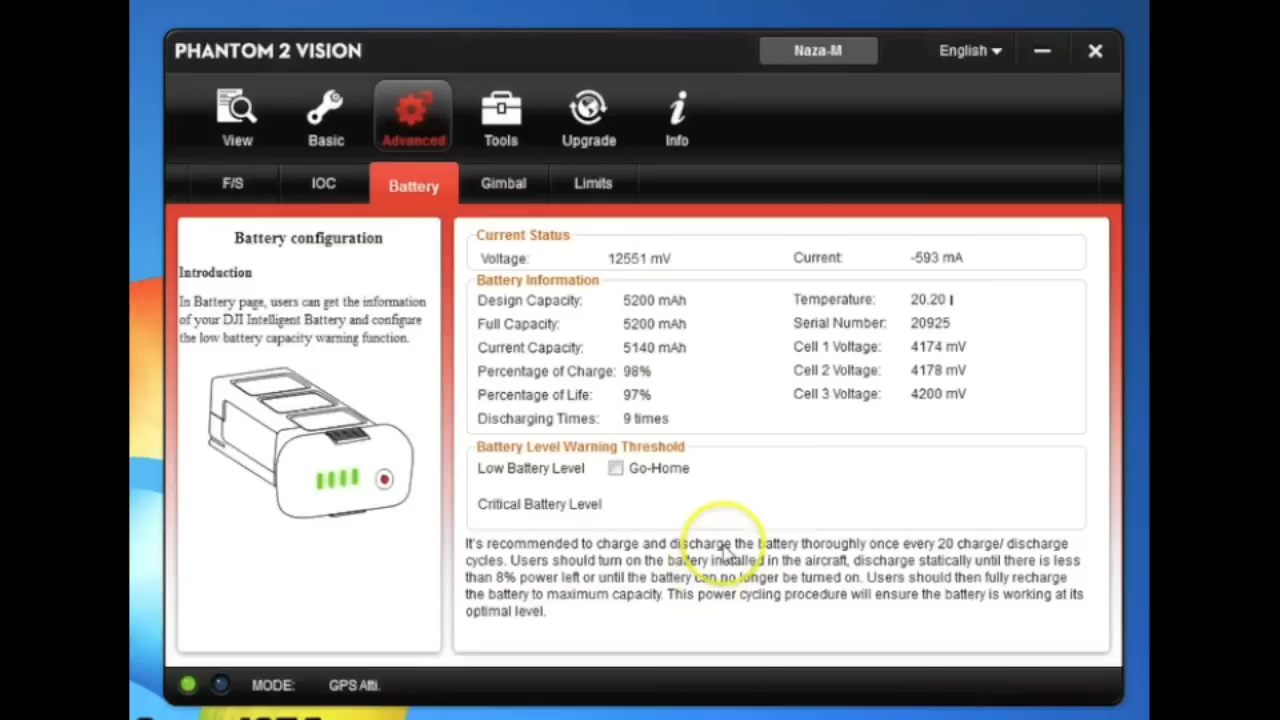 PHANTOM 2 VISION
Naza-M
English
View
Basic
Advanced
Tools
Upgrade
Info
F/S
IOC
Battery
Gimbal
Limits
Battery configuration
Introduction
In Battery page, users can get the information
of your DJI Intelligent Battery and configure
the low battery capacity warning function.
Current Status
Voltage: 12551 mV Current: -593 mA
Battery Information
Design Capacity: 5200 mAh Temperature: 20.20
Full Capacity: 5200 mAh Serial Number: 20925
Current Capacity: 5140 mAh Cell 1 Voltage: 4174 mV
Percentage of Charge: 98% Cell 2 Voltage: 4178 mV
Percentage of Life: 97% Cell 3 Voltage: 4200 mV
Discharging Times: 9 times
Battery Level Warning Threshold
Low Battery Level Go-Home
Critical Battery Level
It's recommended to charge and discharge the battery thoroughly once every 20 charge/ discharge
cycles. Users should turn on the battery installed in the aircraft, discharge statically until there is less
than 8% power left or until the battery can no longer be turned on. Users should then fully recharge
the battery to maximum capacity. This power cycling procedure will ensure the battery is working at its
optimal level.
MODE: GPS Atti.